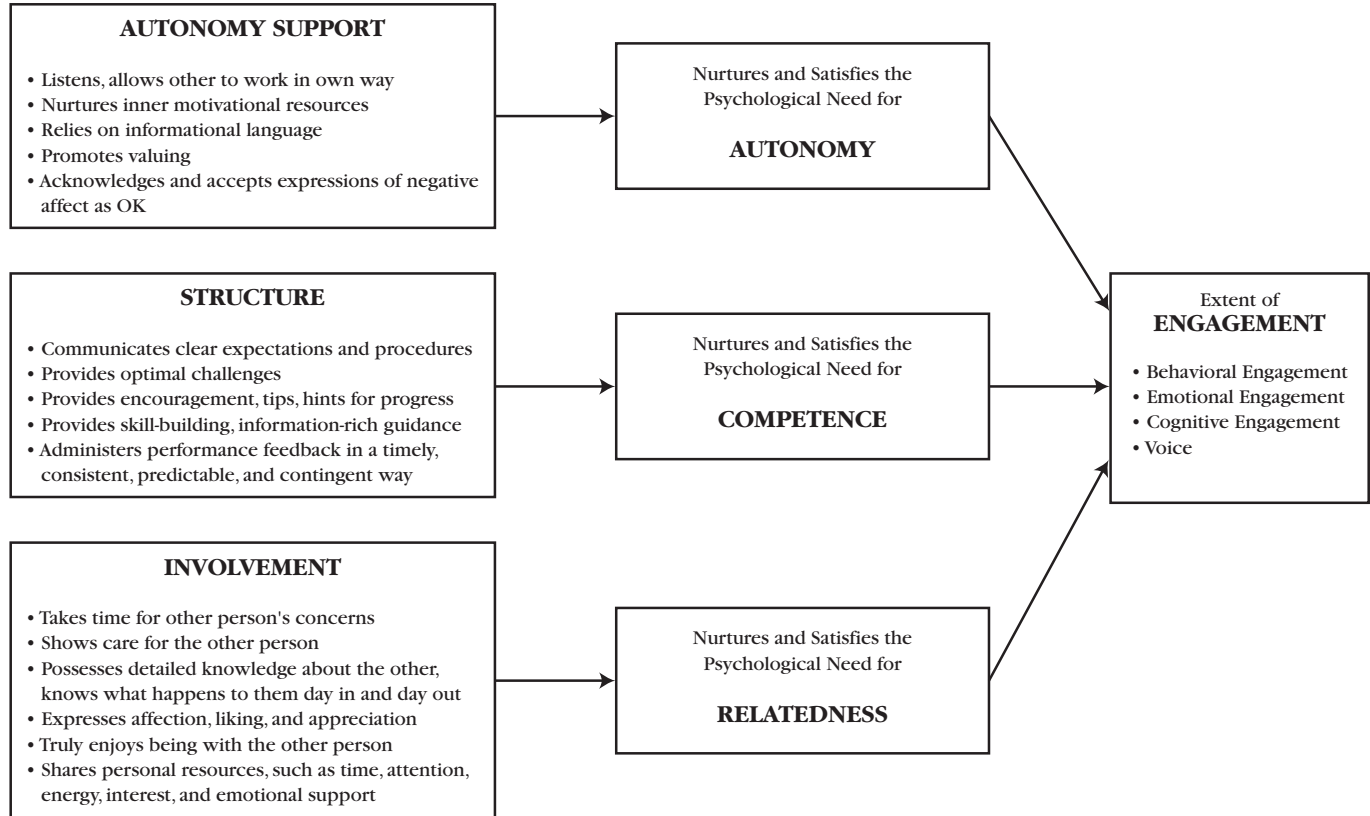 AUTONOMY SUPPORT
• Listens, allows other to work in own way
• Nurtures inner motivational resources
• Relies on informational language
• Promotes valuing
• Acknowledges and accepts expressions of negative
affect as OK
Nurtures and Satisfies the
Psychological Need for
AUTONOMY
STRUCTURE
• Communicates clear expectations and procedures
• Provides optimal challenges
• Provides encouragement, tips, hints for progress
• Provides skill-building, information-rich guidance
• Administers performance feedback in a timely,
consistent, predictable, and contingent way
Nurtures and Satisfies the
Psychological Need for
COMPETENCE
Extent of
ENGAGEMENT
• Behavioral Engagement
• Emotional Engagement
• Cognitive Engagement
• Voice
INVOLVEMENT
• Takes time for other person's concerns
• Shows care for the other person
• Possesses detailed knowledge about the other,
knows what happens to them day in and day out
• Expresses affection, liking, and appreciation
• Truly enjoys being with the other person
• Shares personal resources, such as time, attention,
energy, interest, and emotional support
Nurtures and Satisfies the
Psychological Need for
RELATEDNESS